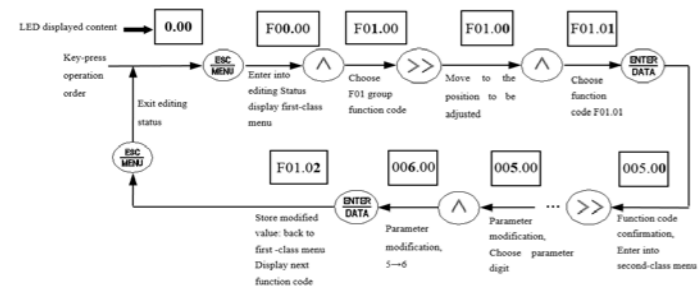 LED displayed content
0.00
F00.00
F01.00
F01.00
F01.01
Key-press
operation
order
ESC
MENU
Enter into
editing Status
display first-class
menu
∧
Choose
F01 group
function code
>>
Move to the
position to be
adjusted
∧
Choose
function
code F01.01
ENTER
DATA
Exit editing
status
ESC
MENU
F01.02
006.00
005.00
005.00
ENTER
DATA
∧
...
>>
Store modified
value: back to
first -class menu
Display next
function code
Parameter
modification,
5→6
Parameter
modification,
Choose parameter
digit
Function code
confirmation,
Enter into
second-class menu